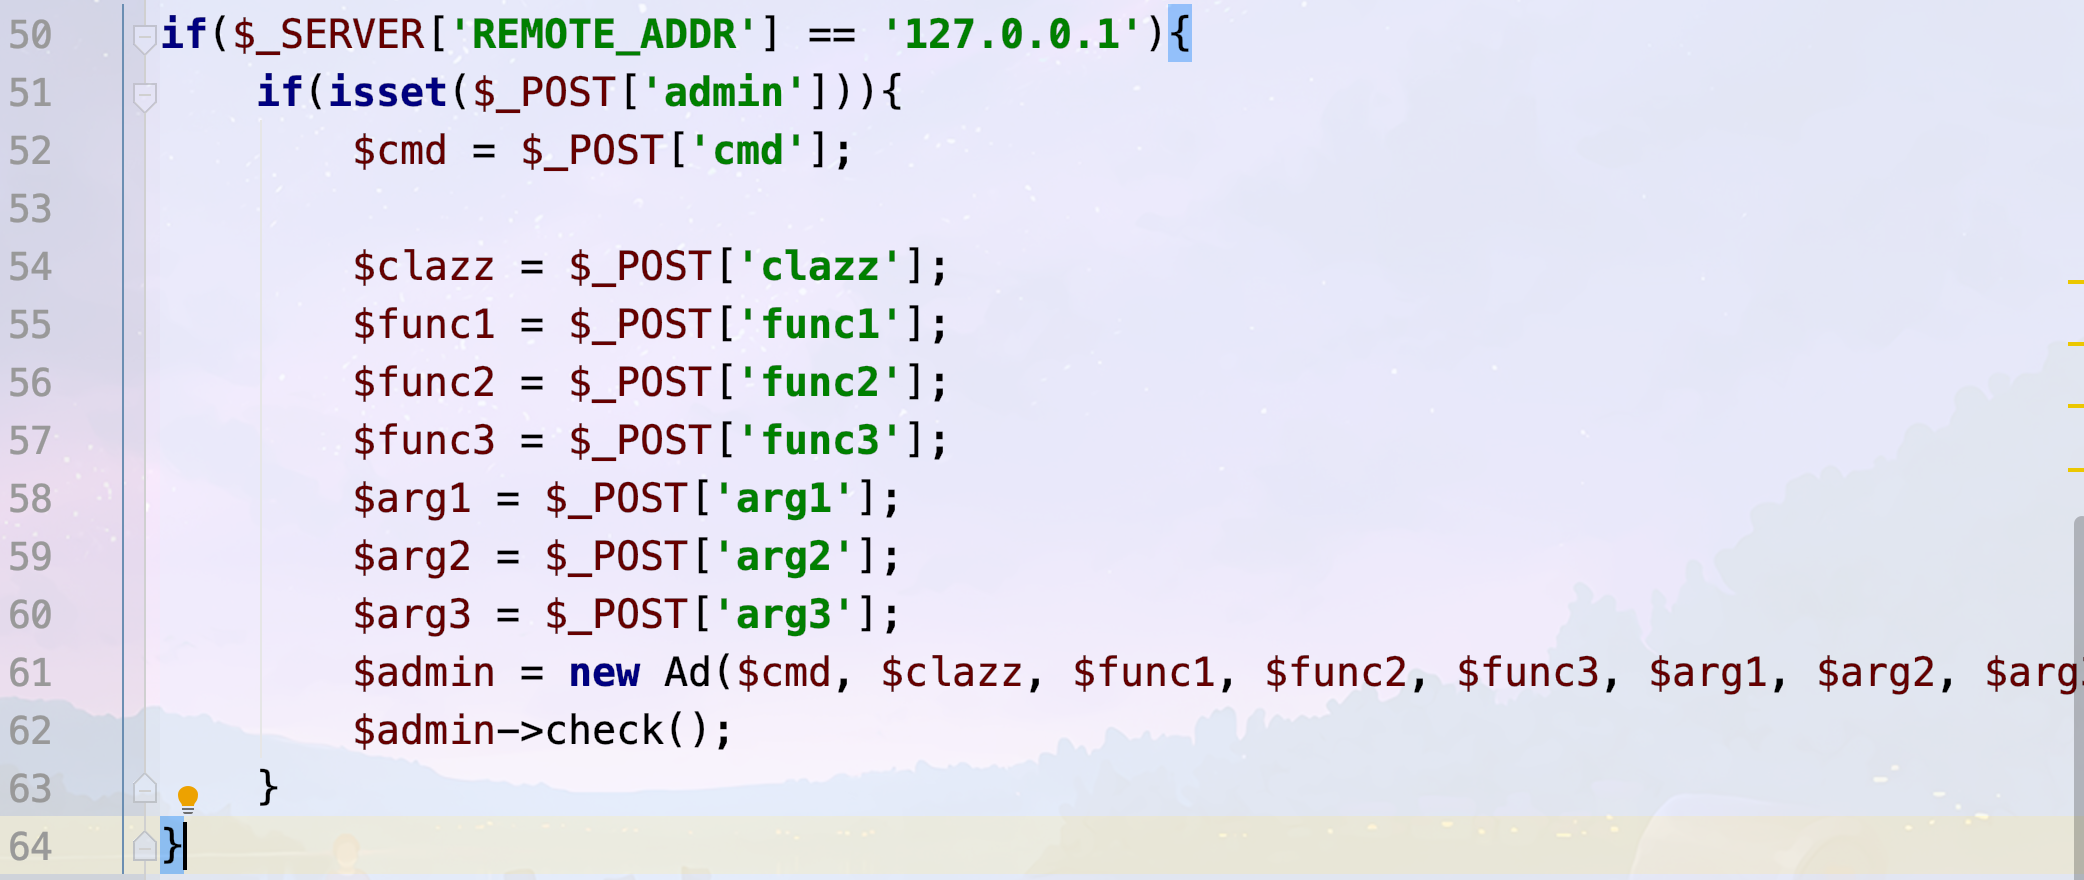 50 if($_SERVER['REMOTE_ADDR'] == '127.0.0.1'){
51     if(isset($_POST['admin'])){
52         $cmd = $_POST['cmd'];
53
54         $clazz = $_POST['clazz'];
55         $func1 = $_POST['func1'];
56         $func2 = $_POST['func2'];
57         $func3 = $_POST['func3'];
58         $arg1 = $_POST['arg1'];
59         $arg2 = $_POST['arg2'];
60         $arg3 = $_POST['arg3'];
61         $admin = new Ad($cmd, $clazz, $func1, $func2, $func3, $arg1, $arg2, $arg
62         $admin->check();
63     }
64 }